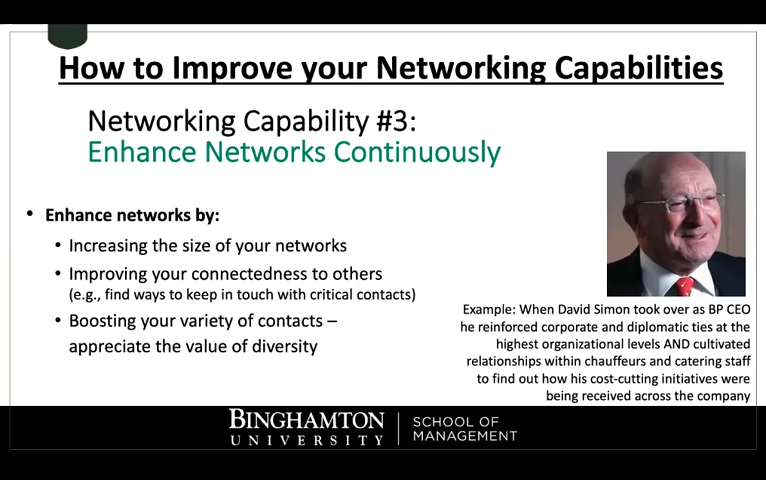 How to Improve your Networking Capabilities
Networking Capability #3:
Enhance Networks Continuously
• Enhance networks by:
• Increasing the size of your networks
• Improving your connectedness to others
(e.g., find ways to keep in touch with critical contacts)
• Boosting your variety of contacts –
appreciate the value of diversity
Example: When David Simon took over as BP CEO
he reinforced corporate and diplomatic ties at the
highest organizational levels AND cultivated
relationships within chauffeurs and catering staff
to find out how his cost-cutting initiatives were
being received across the company
BINGHAMTON
UNIVERSITY
SCHOOL OF
MANAGEMENT